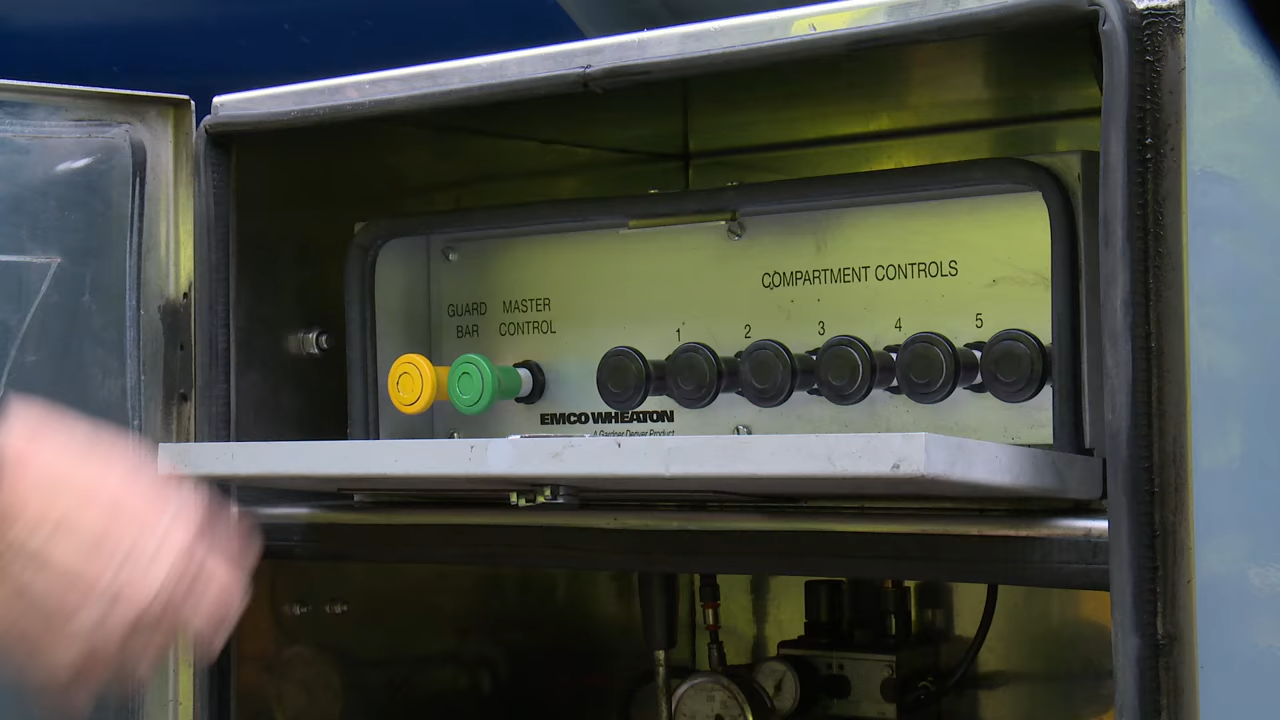 COMPARTMENT CONTROLS
GUARD
BAR
MASTER
CONTROL
1
2
3
4
5
EMCO WHEATON
A Gardner Denver Product